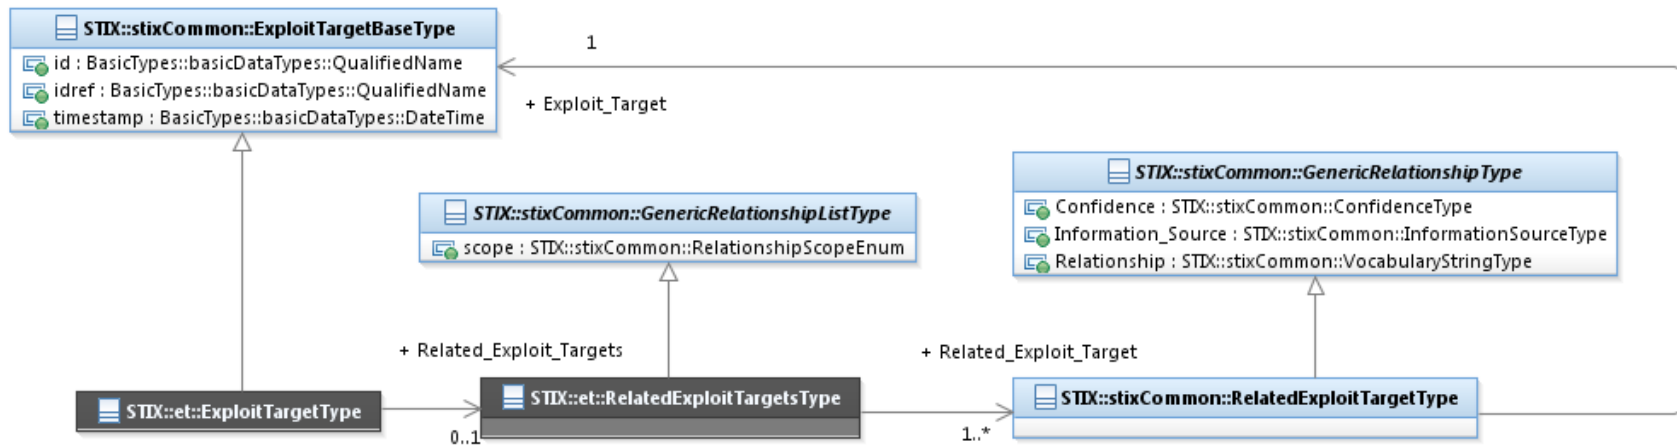 STIX::stixCommon::ExploitTargetBaseType
id : BasicTypes::basicDataTypes::QualifiedName
idref : BasicTypes::basicDataTypes::QualifiedName
timestamp : BasicTypes::basicDataTypes::DateTime
1
+ Exploit_Target
STIX::stixCommon::GenericRelationshipType
Confidence : STIX::stixCommon::ConfidenceType
Information_Source : STIX::stixCommon::InformationSourceType
Relationship : STIX::stixCommon::VocabularyStringType
STIX::stixCommon::GenericRelationshipListType
scope : STIX::stixCommon::RelationshipScopeEnum
+ Related_Exploit_Targets
+ Related_Exploit_Target
STIX::et::ExploitTargetType
STIX::et::RelatedExploitTargetsType
STIX::stixCommon::RelatedExploitTargetType
0..1
1..*